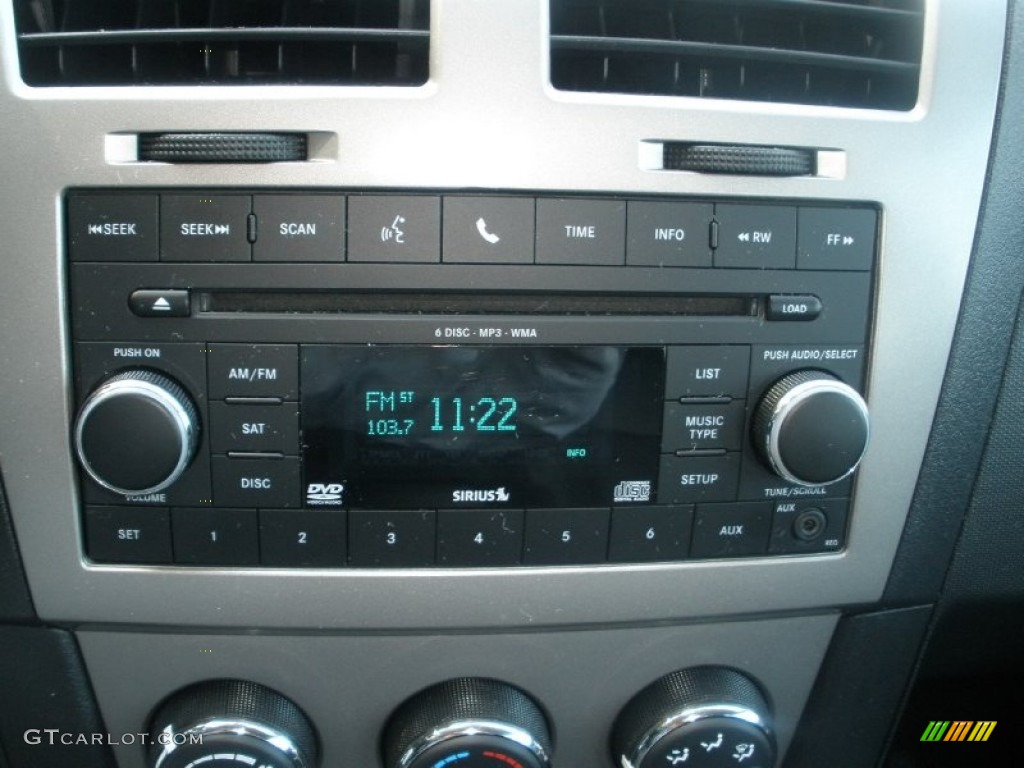 SEEK SEEK SCAN TIME INFO RW FF
LOAD
6 DISC - MP3 - WMA
PUSH ON
PUSH AUDIO/SELECT
AM/FM
LIST
FM ST 11:22
103.7
SAT
MUSIC
TYPE
INFO
DISC
SETUP
VOLUME
DVD
SIRIUS
disc
TUNE/SCROLL
SET 1 2 3 4 5 6 AUX
AUX
REQ
GTCARLOT.COM